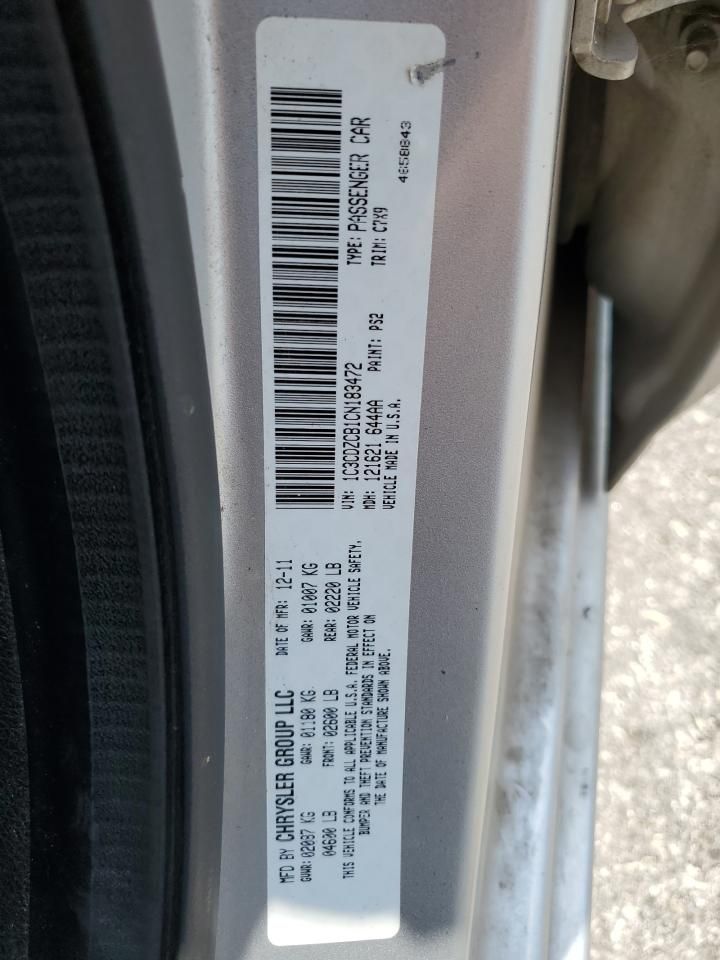 MFD BY CHRYSLER GROUP LLC DATE OF MFR: 12-11
GVWR: 02087 KG GAWR: 01180 KG GAWR: 01007 KG
04600 LB FRONT: 02600 LB REAR: 02220 LB
THIS VEHICLE CONFORMS TO ALL APPLICABLE U.S.A. FEDERAL MOTOR VEHICLE SAFETY,
BUMPER AND THEFT PREVENTION STANDARDS IN EFFECT ON
THE DATE OF MANUFACTURE SHOWN ABOVE.
VIN: 1C3CDZCB1CN183472 TYPE: PASSENGER CAR
MDH: 121621 644AA PAINT: PS2 TRIM: C7X9
VEHICLE MADE IN U.S.A.
4658843